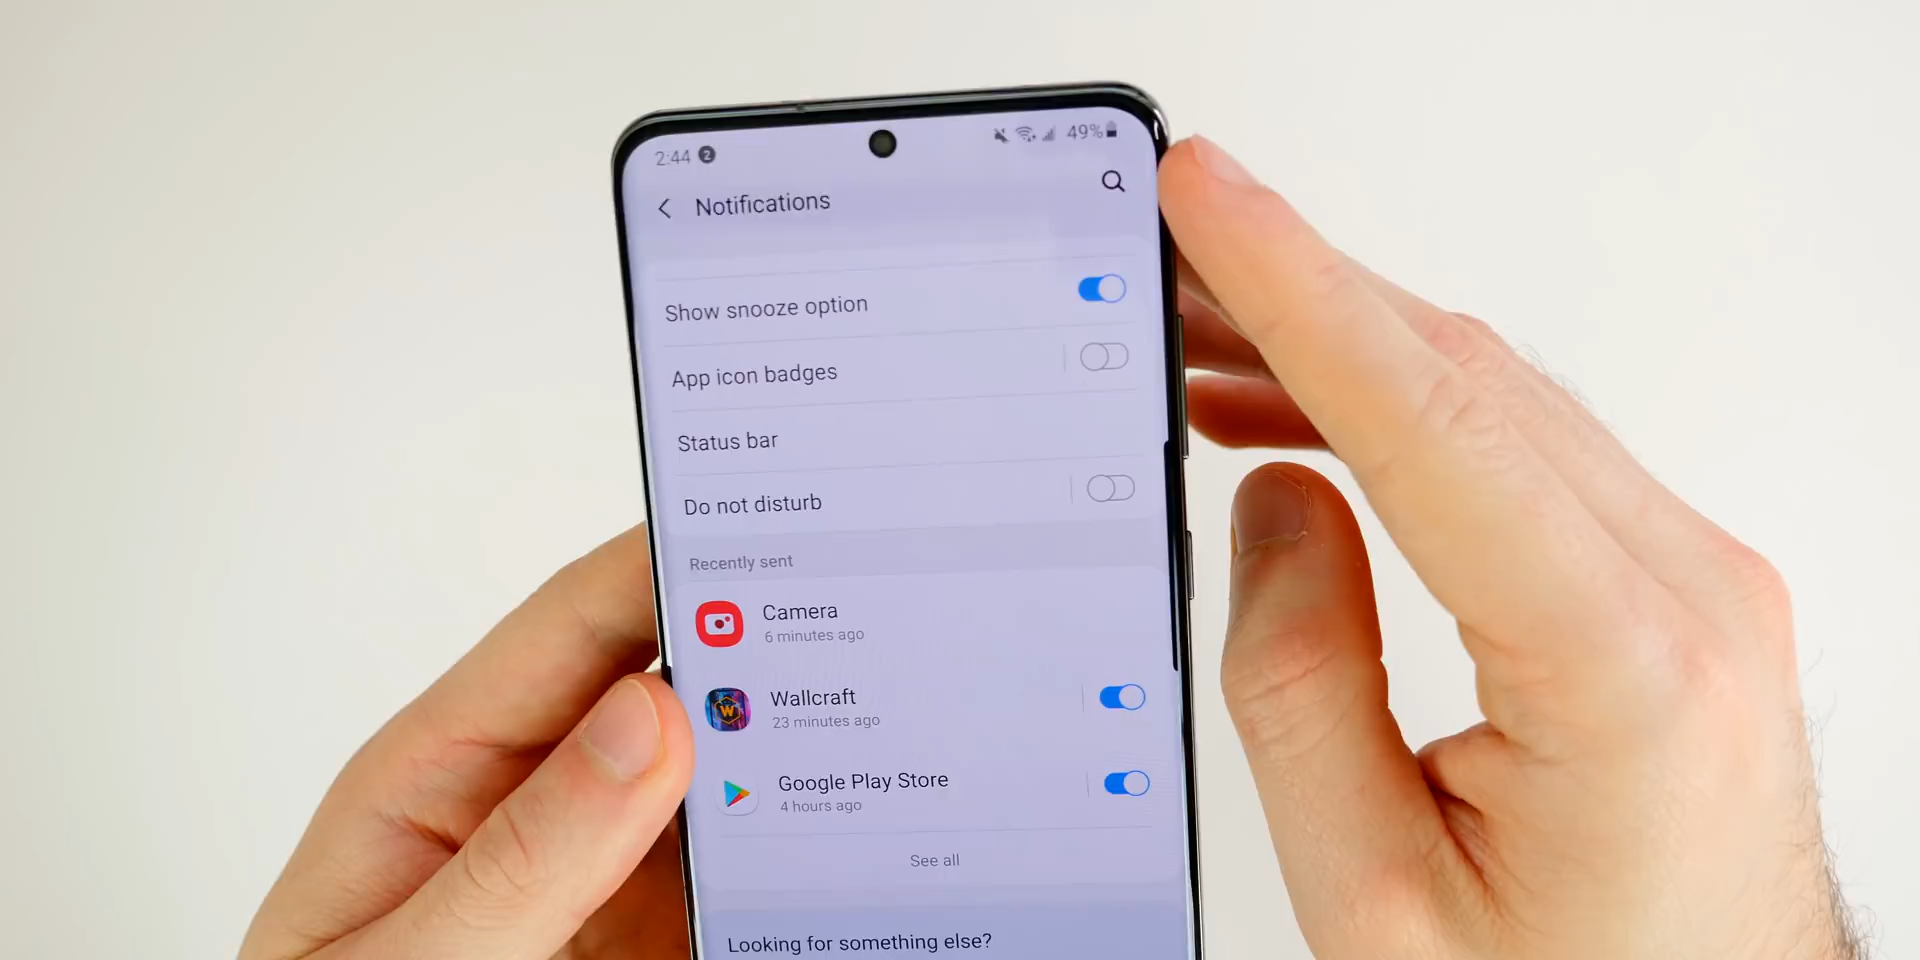 2:44 2 49%
Notifications
Show snooze option
App icon badges
Status bar
Do not disturb
Recently sent
Camera
6 minutes ago
W
Wallcraft
23 minutes ago
Google Play Store
4 hours ago
See all
Looking for something else?